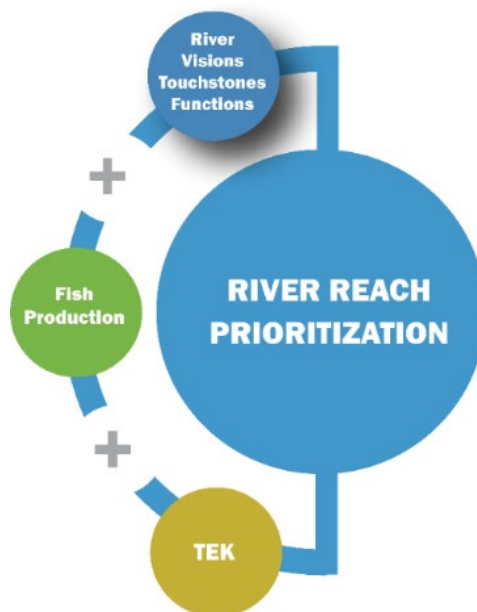 River
Visions
Touchstones
Functions
+
Fish
Production
+
TEK
RIVER REACH
PRIORITIZATION